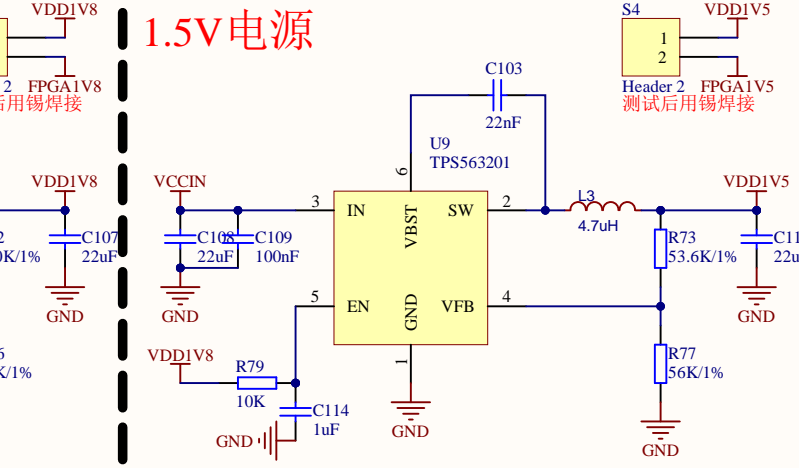 VDD1V8
2
FPGA1V8
后用锡焊接
VDD1V8
C107
22uF
K/1%
GND
K/1%
1.5V电源
S4
VDD1V5
1
2
Header 2
FPGA1V5
测试后用锡焊接
C103
22nF
U9
TPS563201
6
VCCIN
3
IN
VBST
SW
2
L3
4.7uH
VDD1V5
C108
22uF
C109
100nF
R73
53.6K/1%
C11
22u
GND
GND
5
EN
GND
VFB
4
VDD1V8
R79
10K
1
R77
56K/1%
C114
1uF
GND
GND
GND